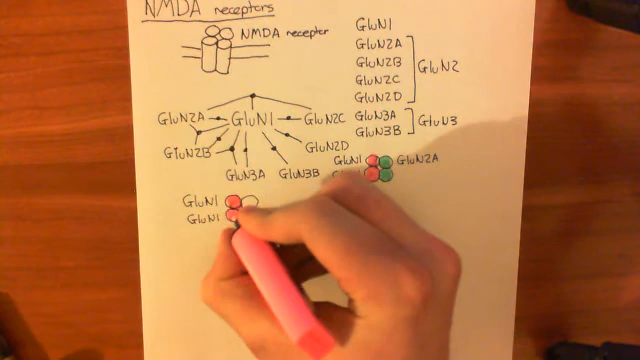 NMDA receptors
NMDA receptor
GluN1
GluN2A
GluN2B
GluN2C
GluN2D
GluN2
GluN3A
GluN3B
GluN3
GluN2A
GluN1
GluN2C
GluN2B
GluN2D
GluN3A
GluN3B
GluN1
GluN2A
GluN1
GluN1